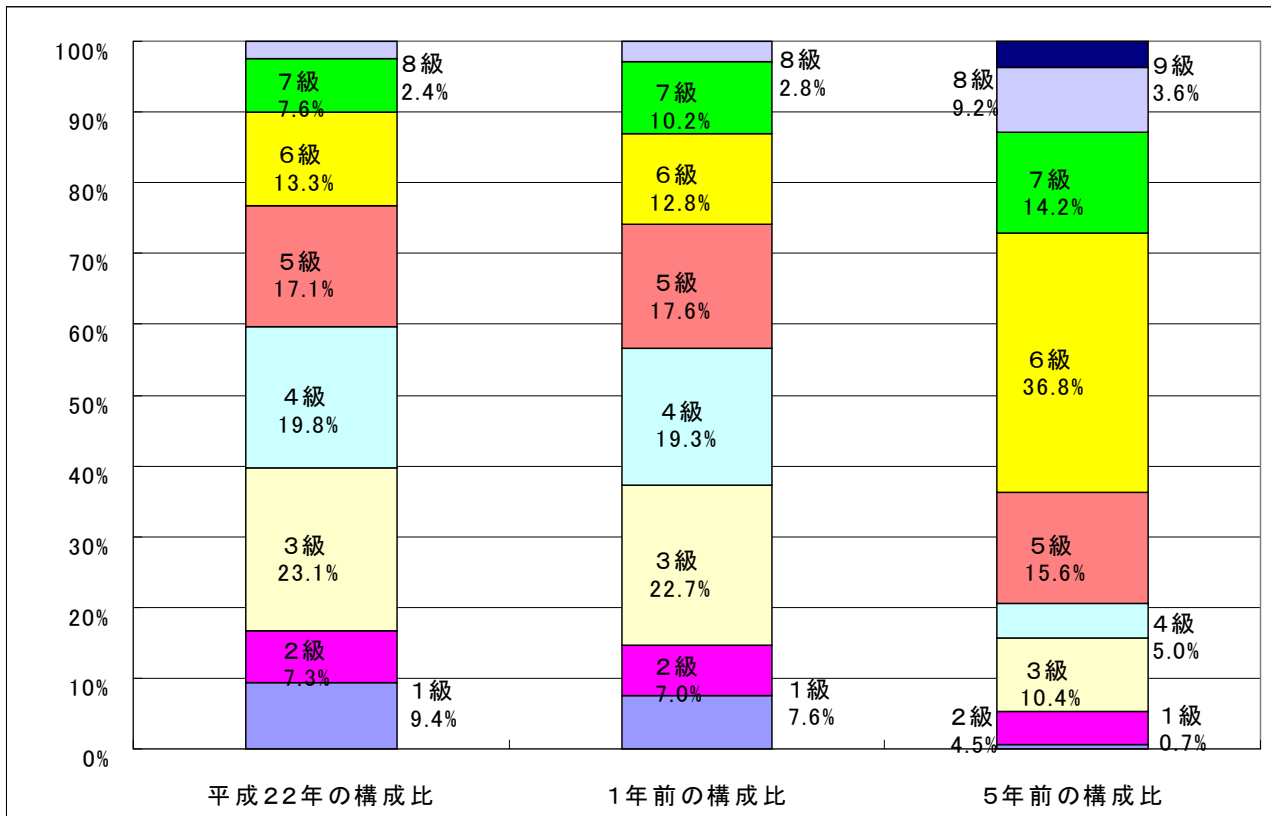 100%
90%
80%
70%
60%
50%
40%
30%
20%
10%
0%
8級
2.4%
7級
7.6%
6級
13.3%
5級
17.1%
4級
19.8%
3級
23.1%
2級
7.3%
1級
9.4%
平成22年の構成比
8級
2.8%
7級
10.2%
6級
12.8%
5級
17.6%
4級
19.3%
3級
22.7%
2級
7.0%
1級
7.6%
1年前の構成比
9級
3.6%
8級
9.2%
7級
14.2%
6級
36.8%
5級
15.6%
4級
5.0%
3級
10.4%
2級
4.5%
1級
0.7%
5年前の構成比